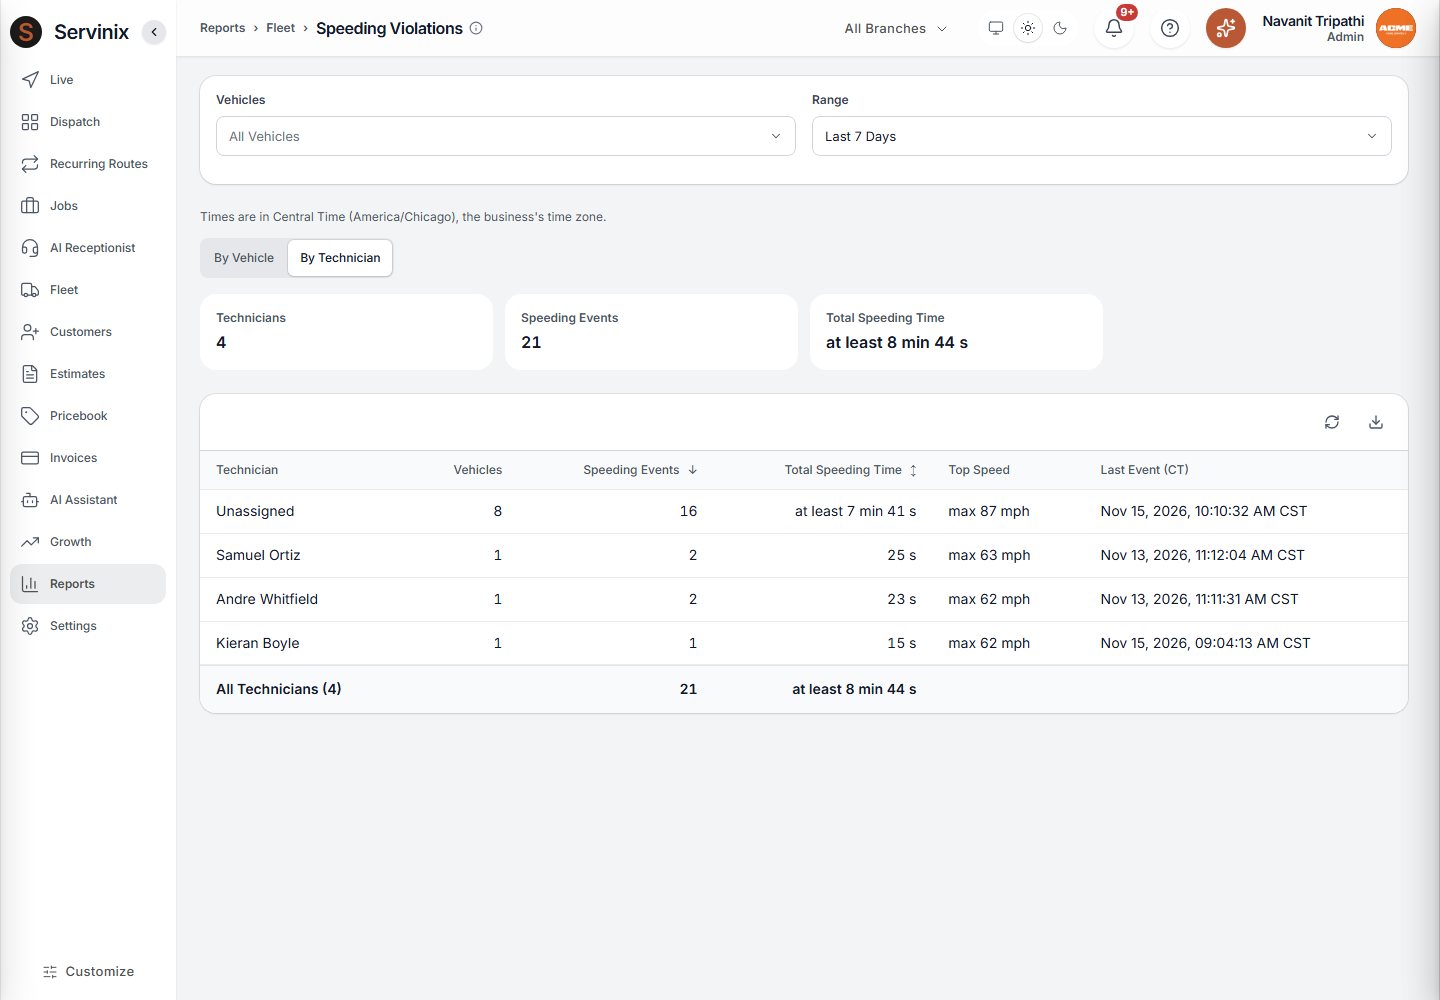 Servinix
Reports › Fleet › Speeding Violations
All Branches
9+
Navanit Tripathi
Admin
ACME
Live
Dispatch
Recurring Routes
Jobs
AI Receptionist
Fleet
Customers
Estimates
Pricebook
Invoices
AI Assistant
Growth
Reports
Settings
Customize
Vehicles
All Vehicles
Range
Last 7 Days
Times are in Central Time (America/Chicago), the business's time zone.
By Vehicle
By Technician
Technicians
4
Speeding Events
21
Total Speeding Time
at least 8 min 44 s
Technician Vehicles Speeding Events ↓ Total Speeding Time ↕ Top Speed Last Event (CT)
Unassigned 8 16 at least 7 min 41 s max 87 mph Nov 15, 2026, 10:10:32 AM CST
Samuel Ortiz 1 2 25 s max 63 mph Nov 13, 2026, 11:12:04 AM CST
Andre Whitfield 1 2 23 s max 62 mph Nov 13, 2026, 11:11:31 AM CST
Kieran Boyle 1 1 15 s max 62 mph Nov 15, 2026, 09:04:13 AM CST
All Technicians (4) 21 at least 8 min 44 s